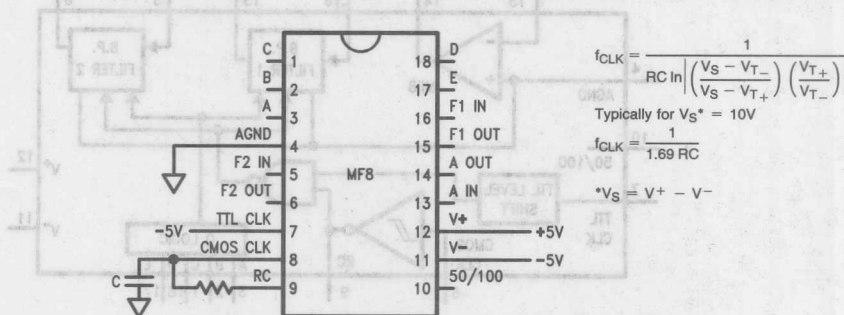 C
1
B
2
A
3
AGND
4
F2 IN
5
F2 OUT
6
TTL CLK
-5V
7
CMOS CLK
8
RC
9
C
MF8
D
18
E
17
F1 IN
16
F1 OUT
15
A OUT
14
A IN
13
V+
12
+5V
V-
11
-5V
50/100
10
fCLK = 1
RC ln |(VS − VT−
VS − VT+) (VT+
VT−)|
Typically for VS* = 10V
fCLK = 1
1.69 RC
*VS = V+ − V−